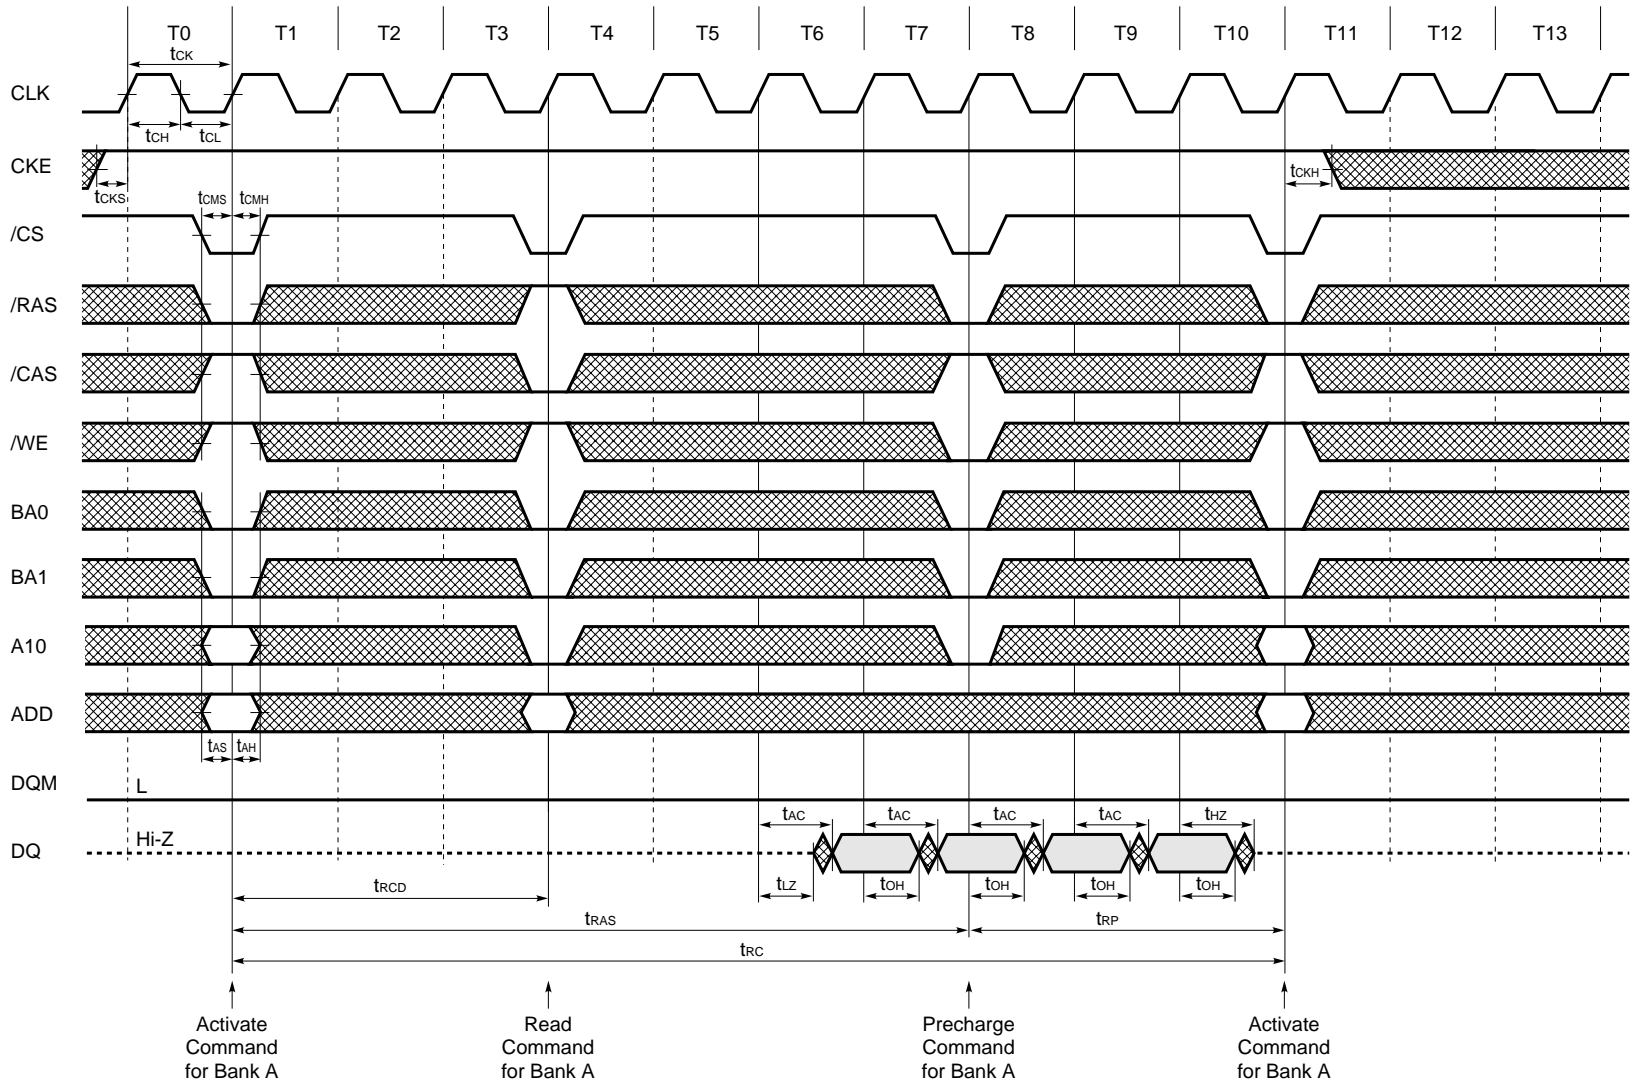 T0 T1 T2 T3 T4 T5 T6 T7 T8 T9 T10 T11 T12 T13
tCK
CLK
tCH tCL
CKE
tCKS tCMS tCMH tCKH
/CS
/RAS
/CAS
/WE
BA0
BA1
A10
ADD
tAS tAH
DQM L
tAC tAC tAC tAC tHZ
DQ Hi-Z
tLZ tOH tOH tOH tOH
tRCD
tRAS tRP
tRC
Activate
Command
for Bank A
Read
Command
for Bank A
Precharge
Command
for Bank A
Activate
Command
for Bank A